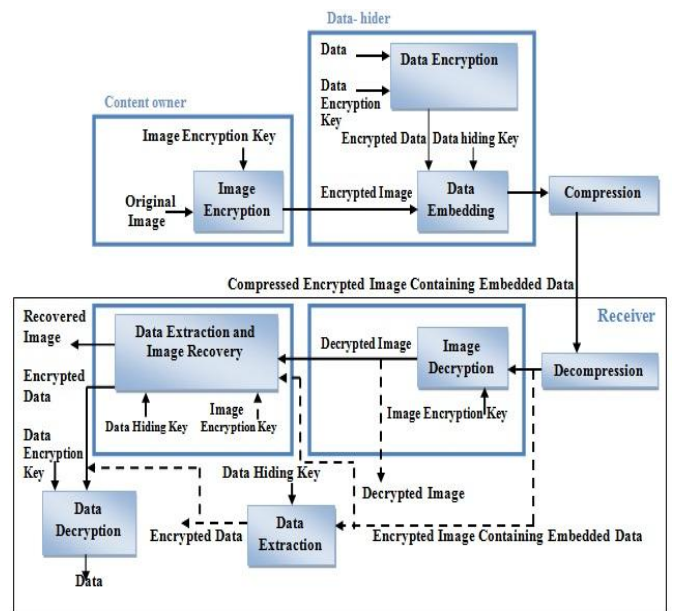 Data- hider
Data
Data Encryption
Data
Encryption
Key
Content owner
Image Encryption Key
Encrypted Data
Data hiding Key
Original
Image
Image
Encryption
Encrypted Image
Data
Embedding
Compression
Compressed Encrypted Image Containing Embedded Data
Receiver
Recovered
Image
Data Extraction and
Image Recovery
Decrypted Image
Image
Decryption
Decompression
Encrypted
Data
Data Hiding Key
Image
Encryption Key
Image Encryption Key
Data
Encryption
Key
Data Hiding Key
Decrypted Image
Data
Decryption
Encrypted Data
Data
Extraction
Encrypted Image Containing Embedded Data
Data